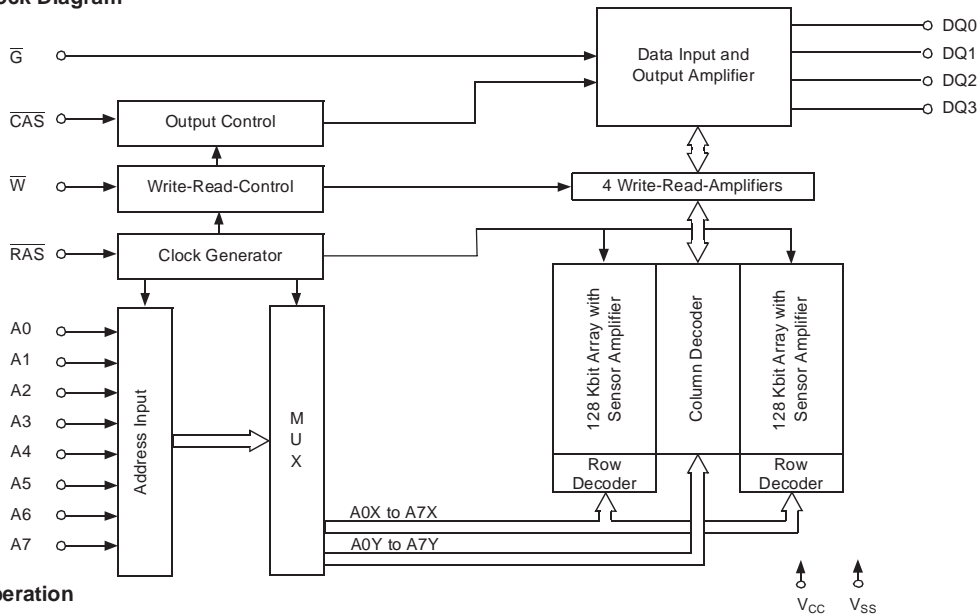 ock Diagram
G
CAS
W
RAS
A0
A1
A2
A3
A4
A5
A6
A7
Output Control
Write-Read-Control
Clock Generator
Address Input
M
U
X
Data Input and
Output Amplifier
DQ0
DQ1
DQ2
DQ3
4 Write-Read-Amplifiers
128 Kbit Array with
Sensor Amplifier
Column Decoder
128 Kbit Array with
Sensor Amplifier
Row
Decoder
Row
Decoder
A0X to A7X
A0Y to A7Y
VCC
VSS
peration